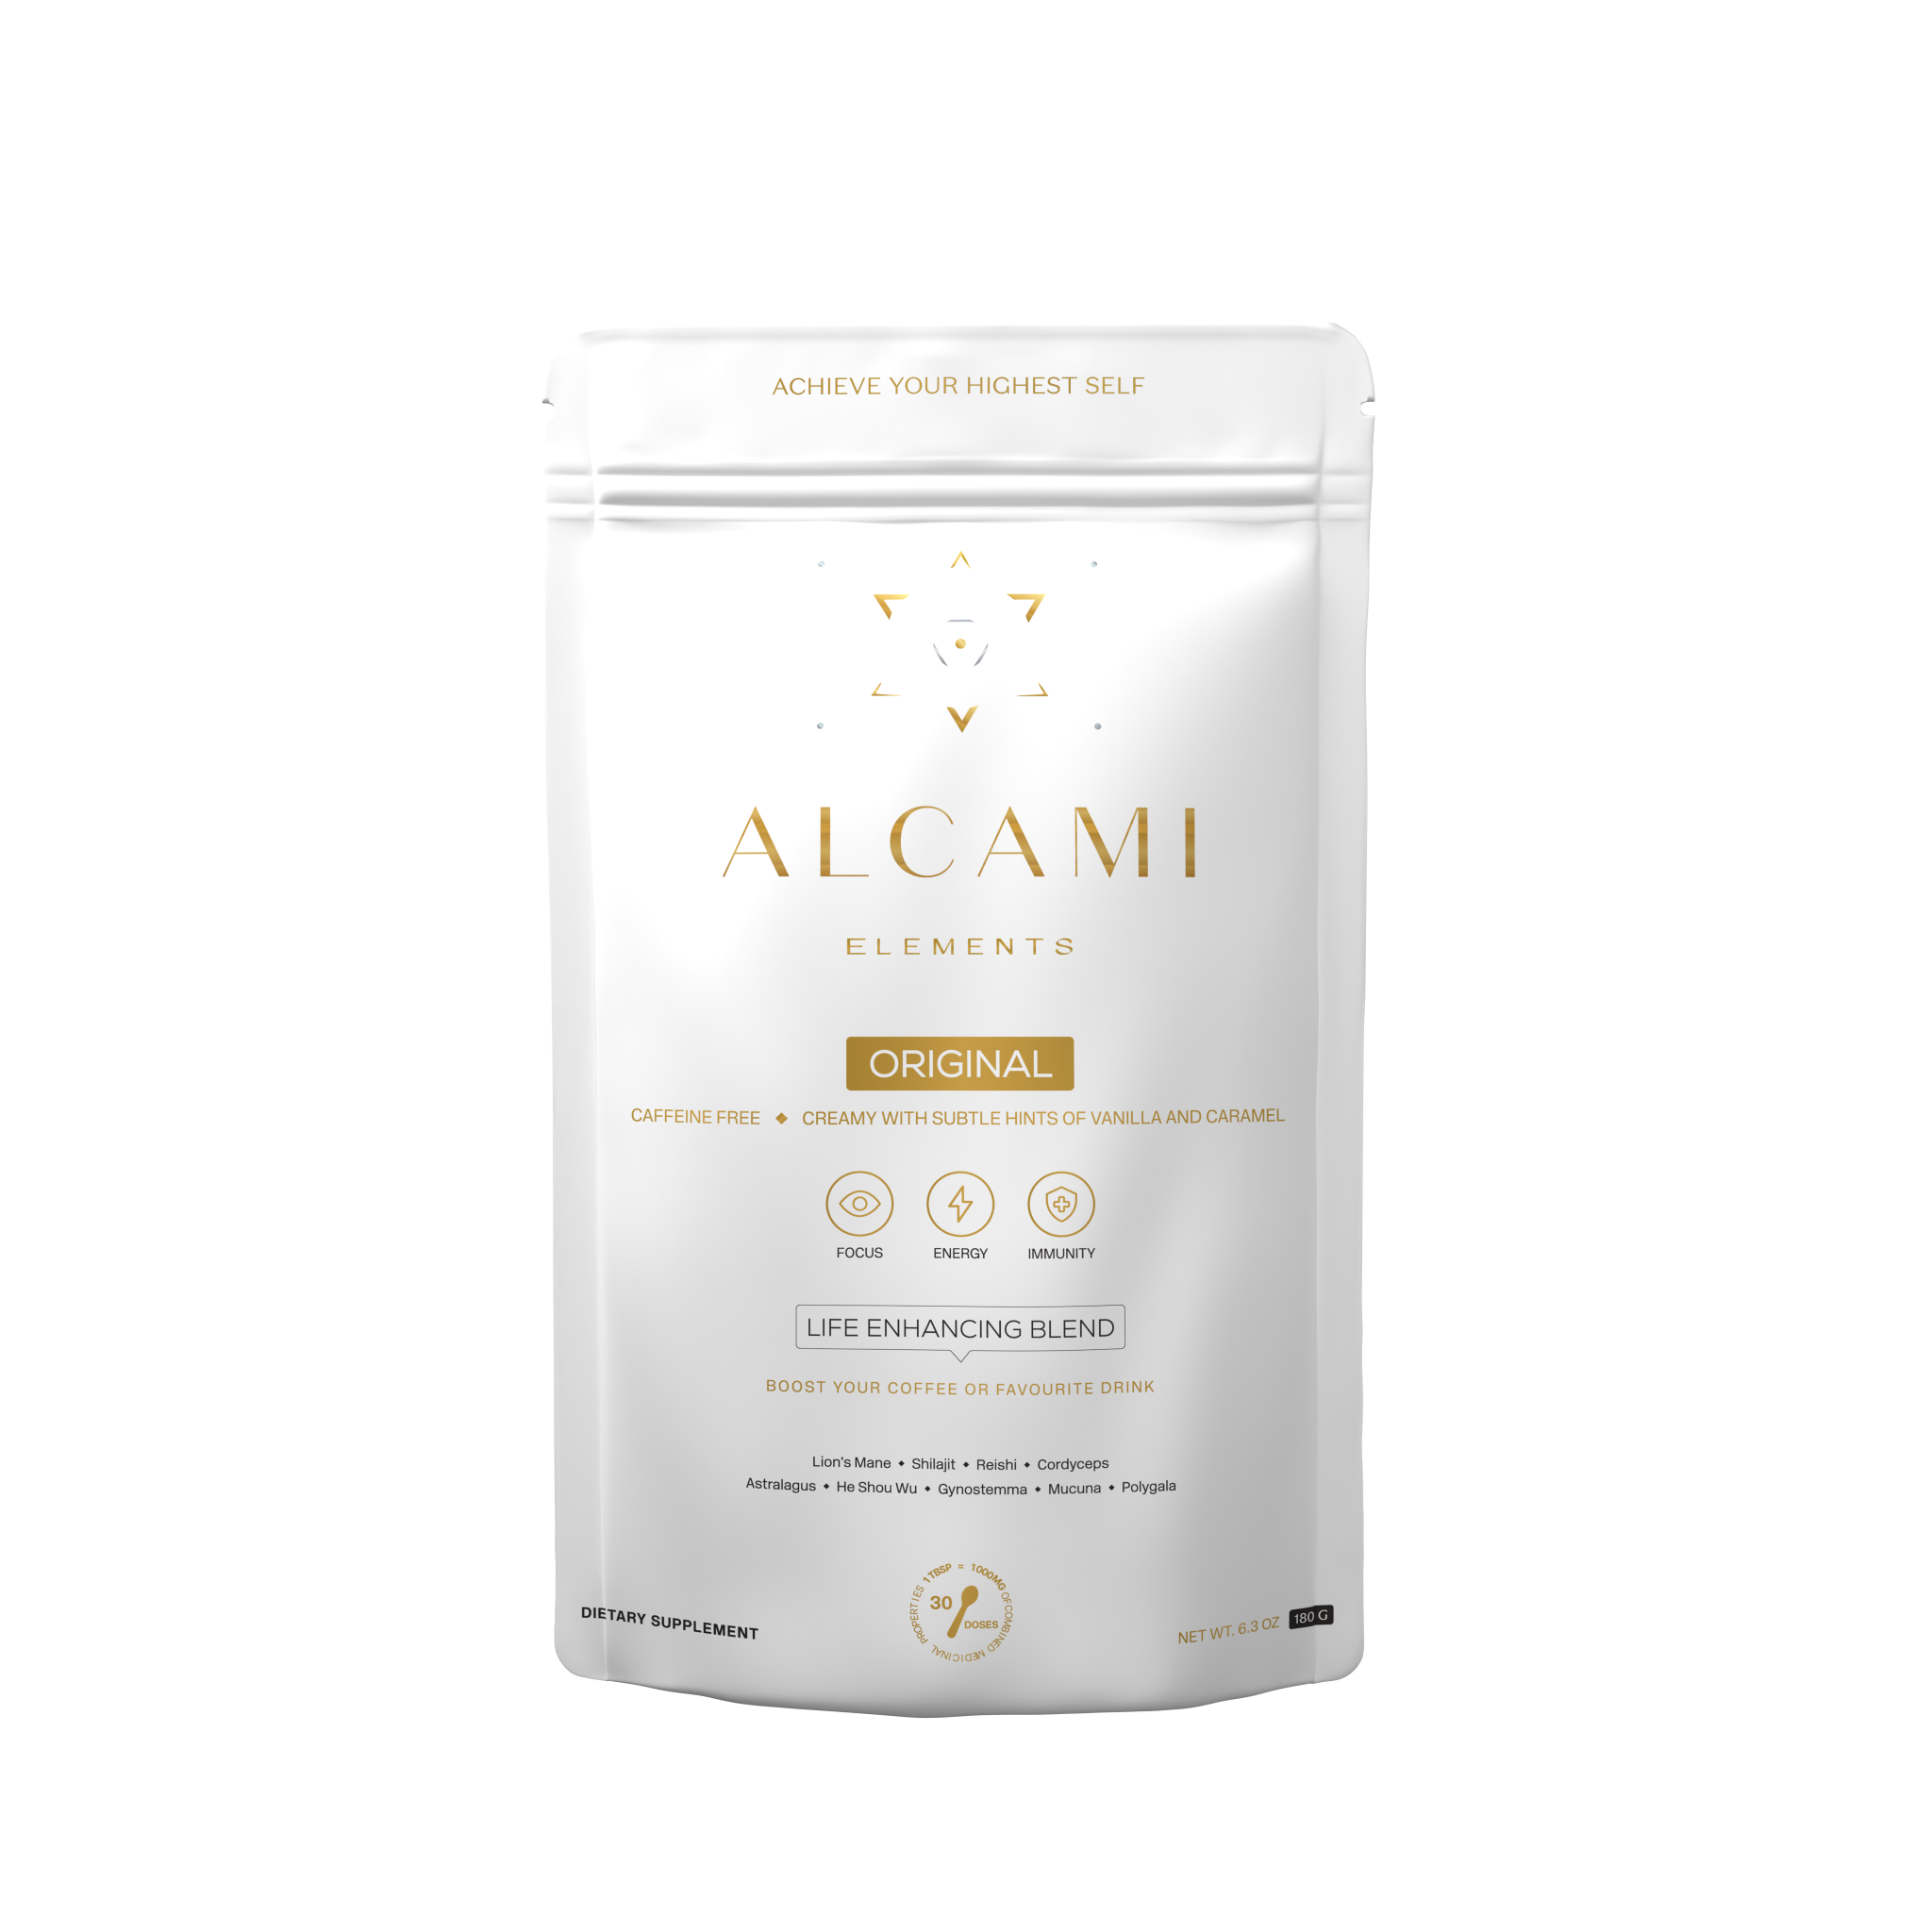 ACHIEVE YOUR HIGHEST SELF
ALCAMI
ELEMENTS
ORIGINAL
CAFFEINE FREE ◆ CREAMY WITH SUBTLE HINTS OF VANILLA AND CARAMEL
FOCUS ENERGY IMMUNITY
LIFE ENHANCING BLEND
BOOST YOUR COFFEE OR FAVOURITE DRINK
Lion's Mane ◆ Shilajit ◆ Reishi ◆ Cordyceps
Astralagus ◆ He Shou Wu ◆ Gynostemma ◆ Mucuna ◆ Polygala
1 TBSP = 1000MG OF COMBINED MEDICINAL PROPERTIES
30 DOSES
DIETARY SUPPLEMENT
NET WT. 6.3 OZ 180 G